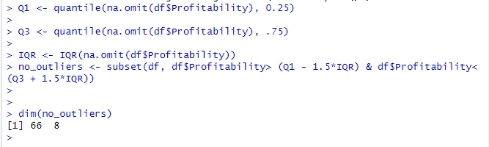 > Q1 <- quantile(na.omit(df$Profitability), 0.25)
>
> Q3 <- quantile(na.omit(df$Profitability), .75)
>
> IQR <- IQR(na.omit(df$Profitability))
> no_outliers <- subset(df, df$Profitability> (Q1 - 1.5*IQR) & df$Profitability<
(Q3 + 1.5*IQR))
>
>
> dim(no_outliers)
[1] 66  8
>